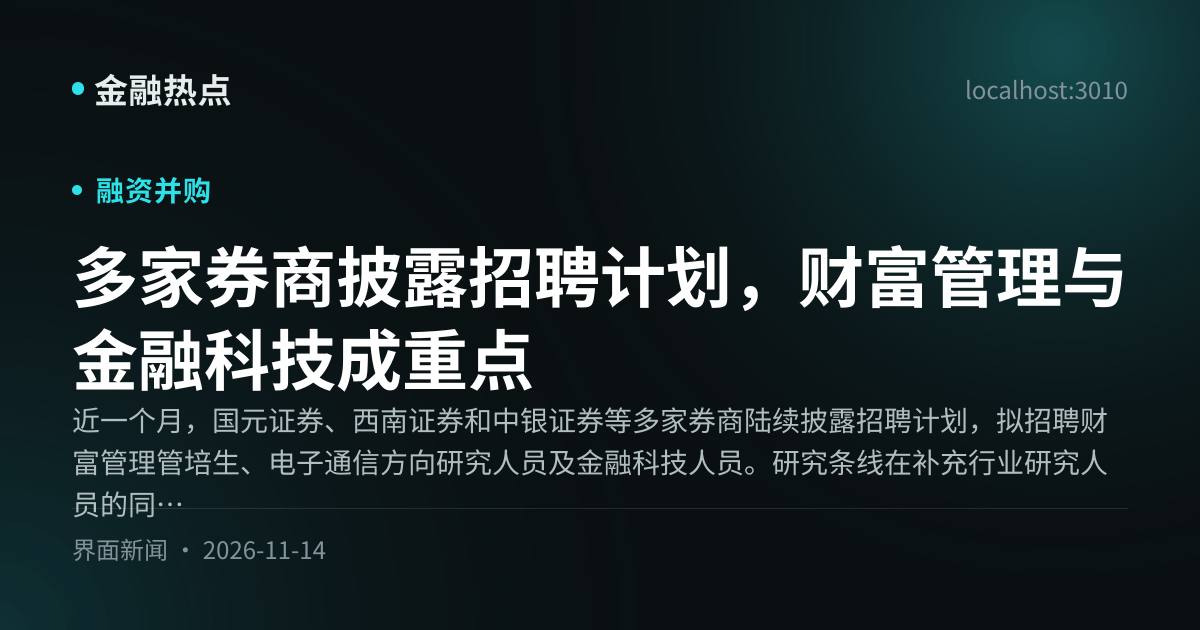 金融热点
localhost:3010
融资并购
多家券商披露招聘计划，财富管理与
金融科技成重点
近一个月，国元证券、西南证券和中银证券等多家券商陆续披露招聘计划，拟招聘财
富管理管培生、电子通信方向研究人员及金融科技人员。研究条线在补充行业研究人
员的同…
界面新闻 • 2026-11-14